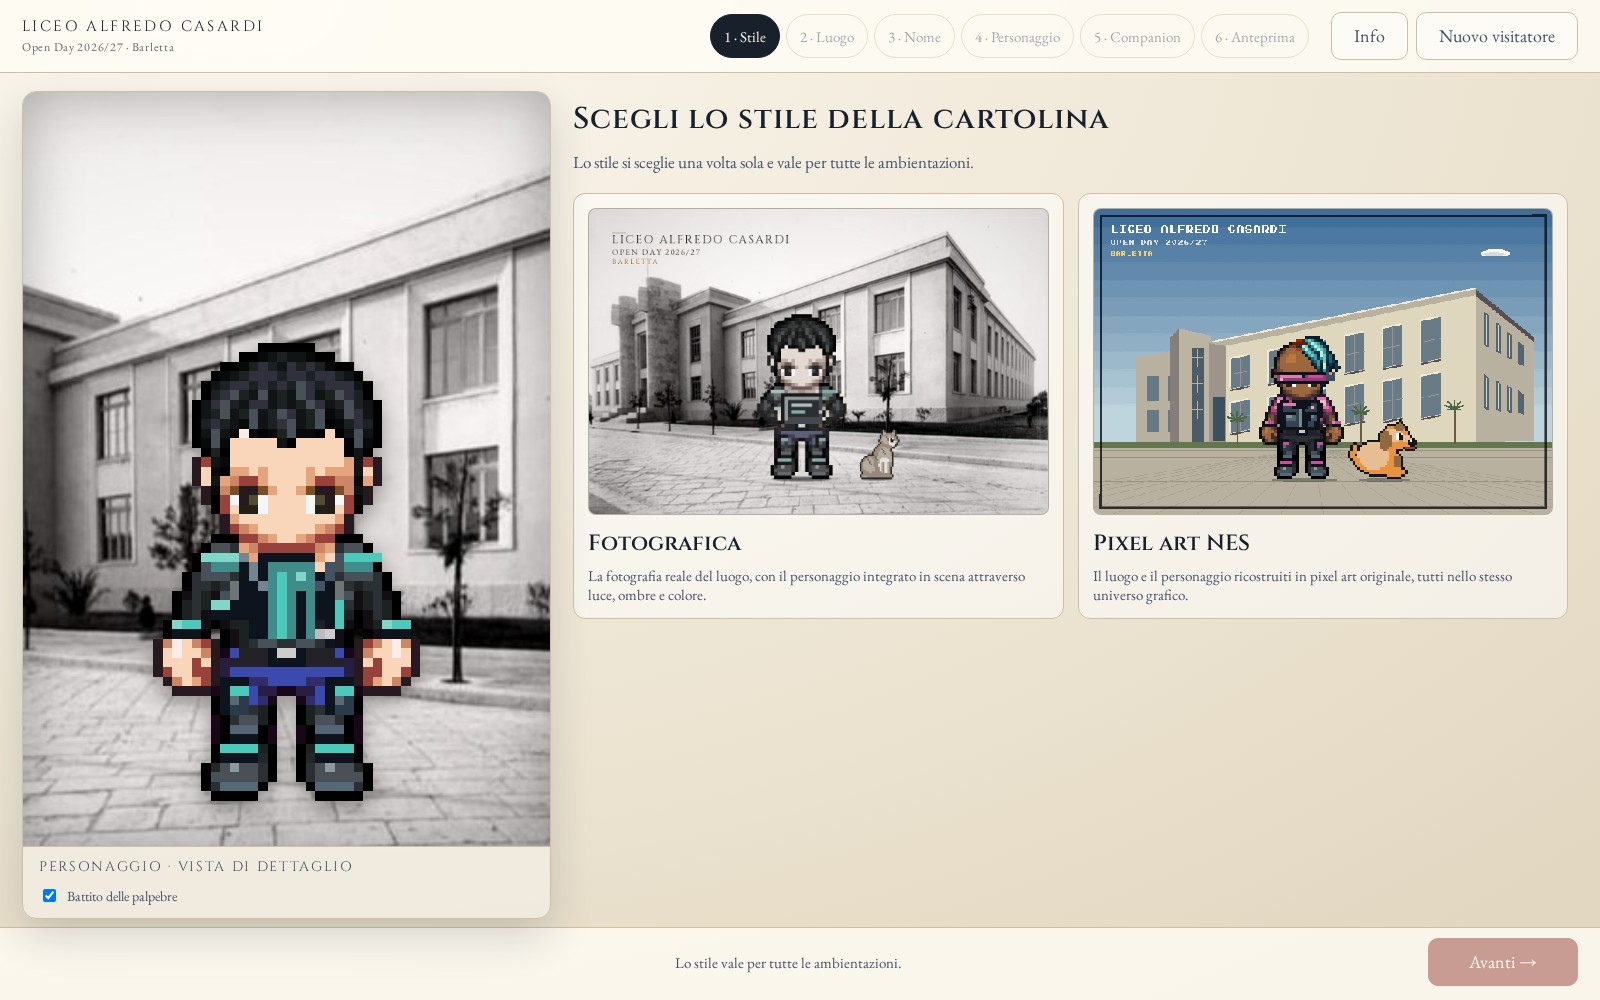 LICEO ALFREDO CASARDI
Open Day 2026/27 · Barletta
1 · Stile
2 · Luogo
3 · Nome
4 · Personaggio
5 · Companion
6 · Anteprima
Info
Nuovo visitatore
PERSONAGGIO · VISTA DI DETTAGLIO
Battito delle palpebre
Scegli lo stile della cartolina
Lo stile si sceglie una volta sola e vale per tutte le ambientazioni.
LICEO ALFREDO CASARDI
OPEN DAY 2026/27
BARLETTA
Fotografica
La fotografia reale del luogo, con il personaggio integrato in scena attraverso
luce, ombre e colore.
LICEO ALFREDO CASARDI
OPEN DAY 2026/27
BARLETTA
Pixel art NES
Il luogo e il personaggio ricostruiti in pixel art originale, tutti nello stesso
universo grafico.
Lo stile vale per tutte le ambientazioni.
Avanti →